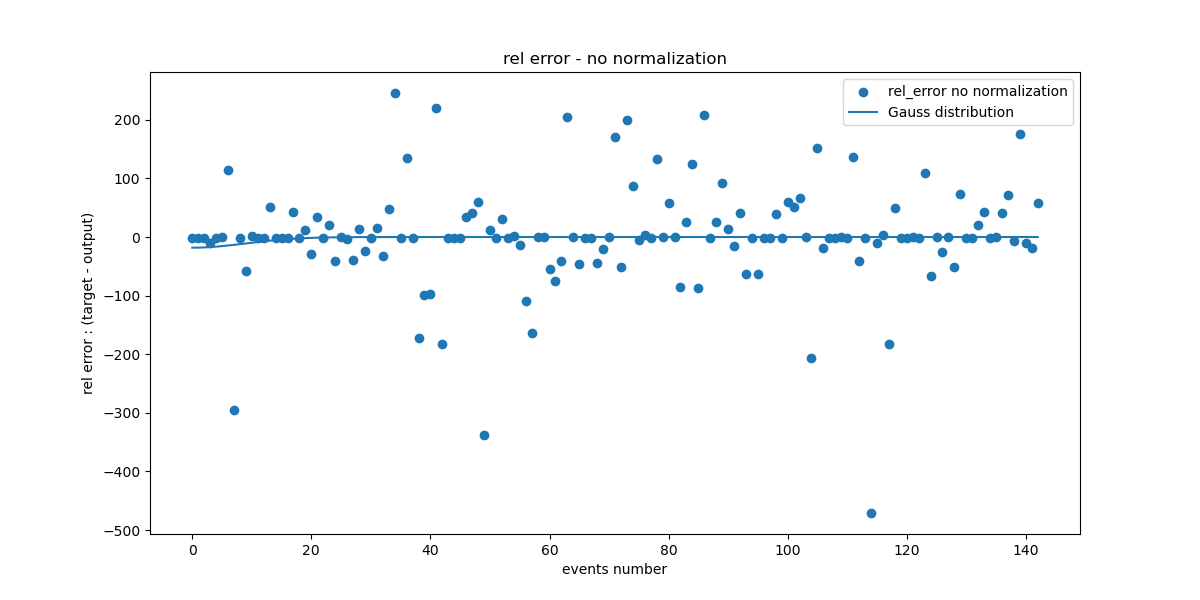 rel error - no normalization
rel_error no normalization
Gauss distribution
200
100
0
−100
−200
−300
−400
−500
rel error : (target - output)
0 20 40 60 80 100 120 140
events number